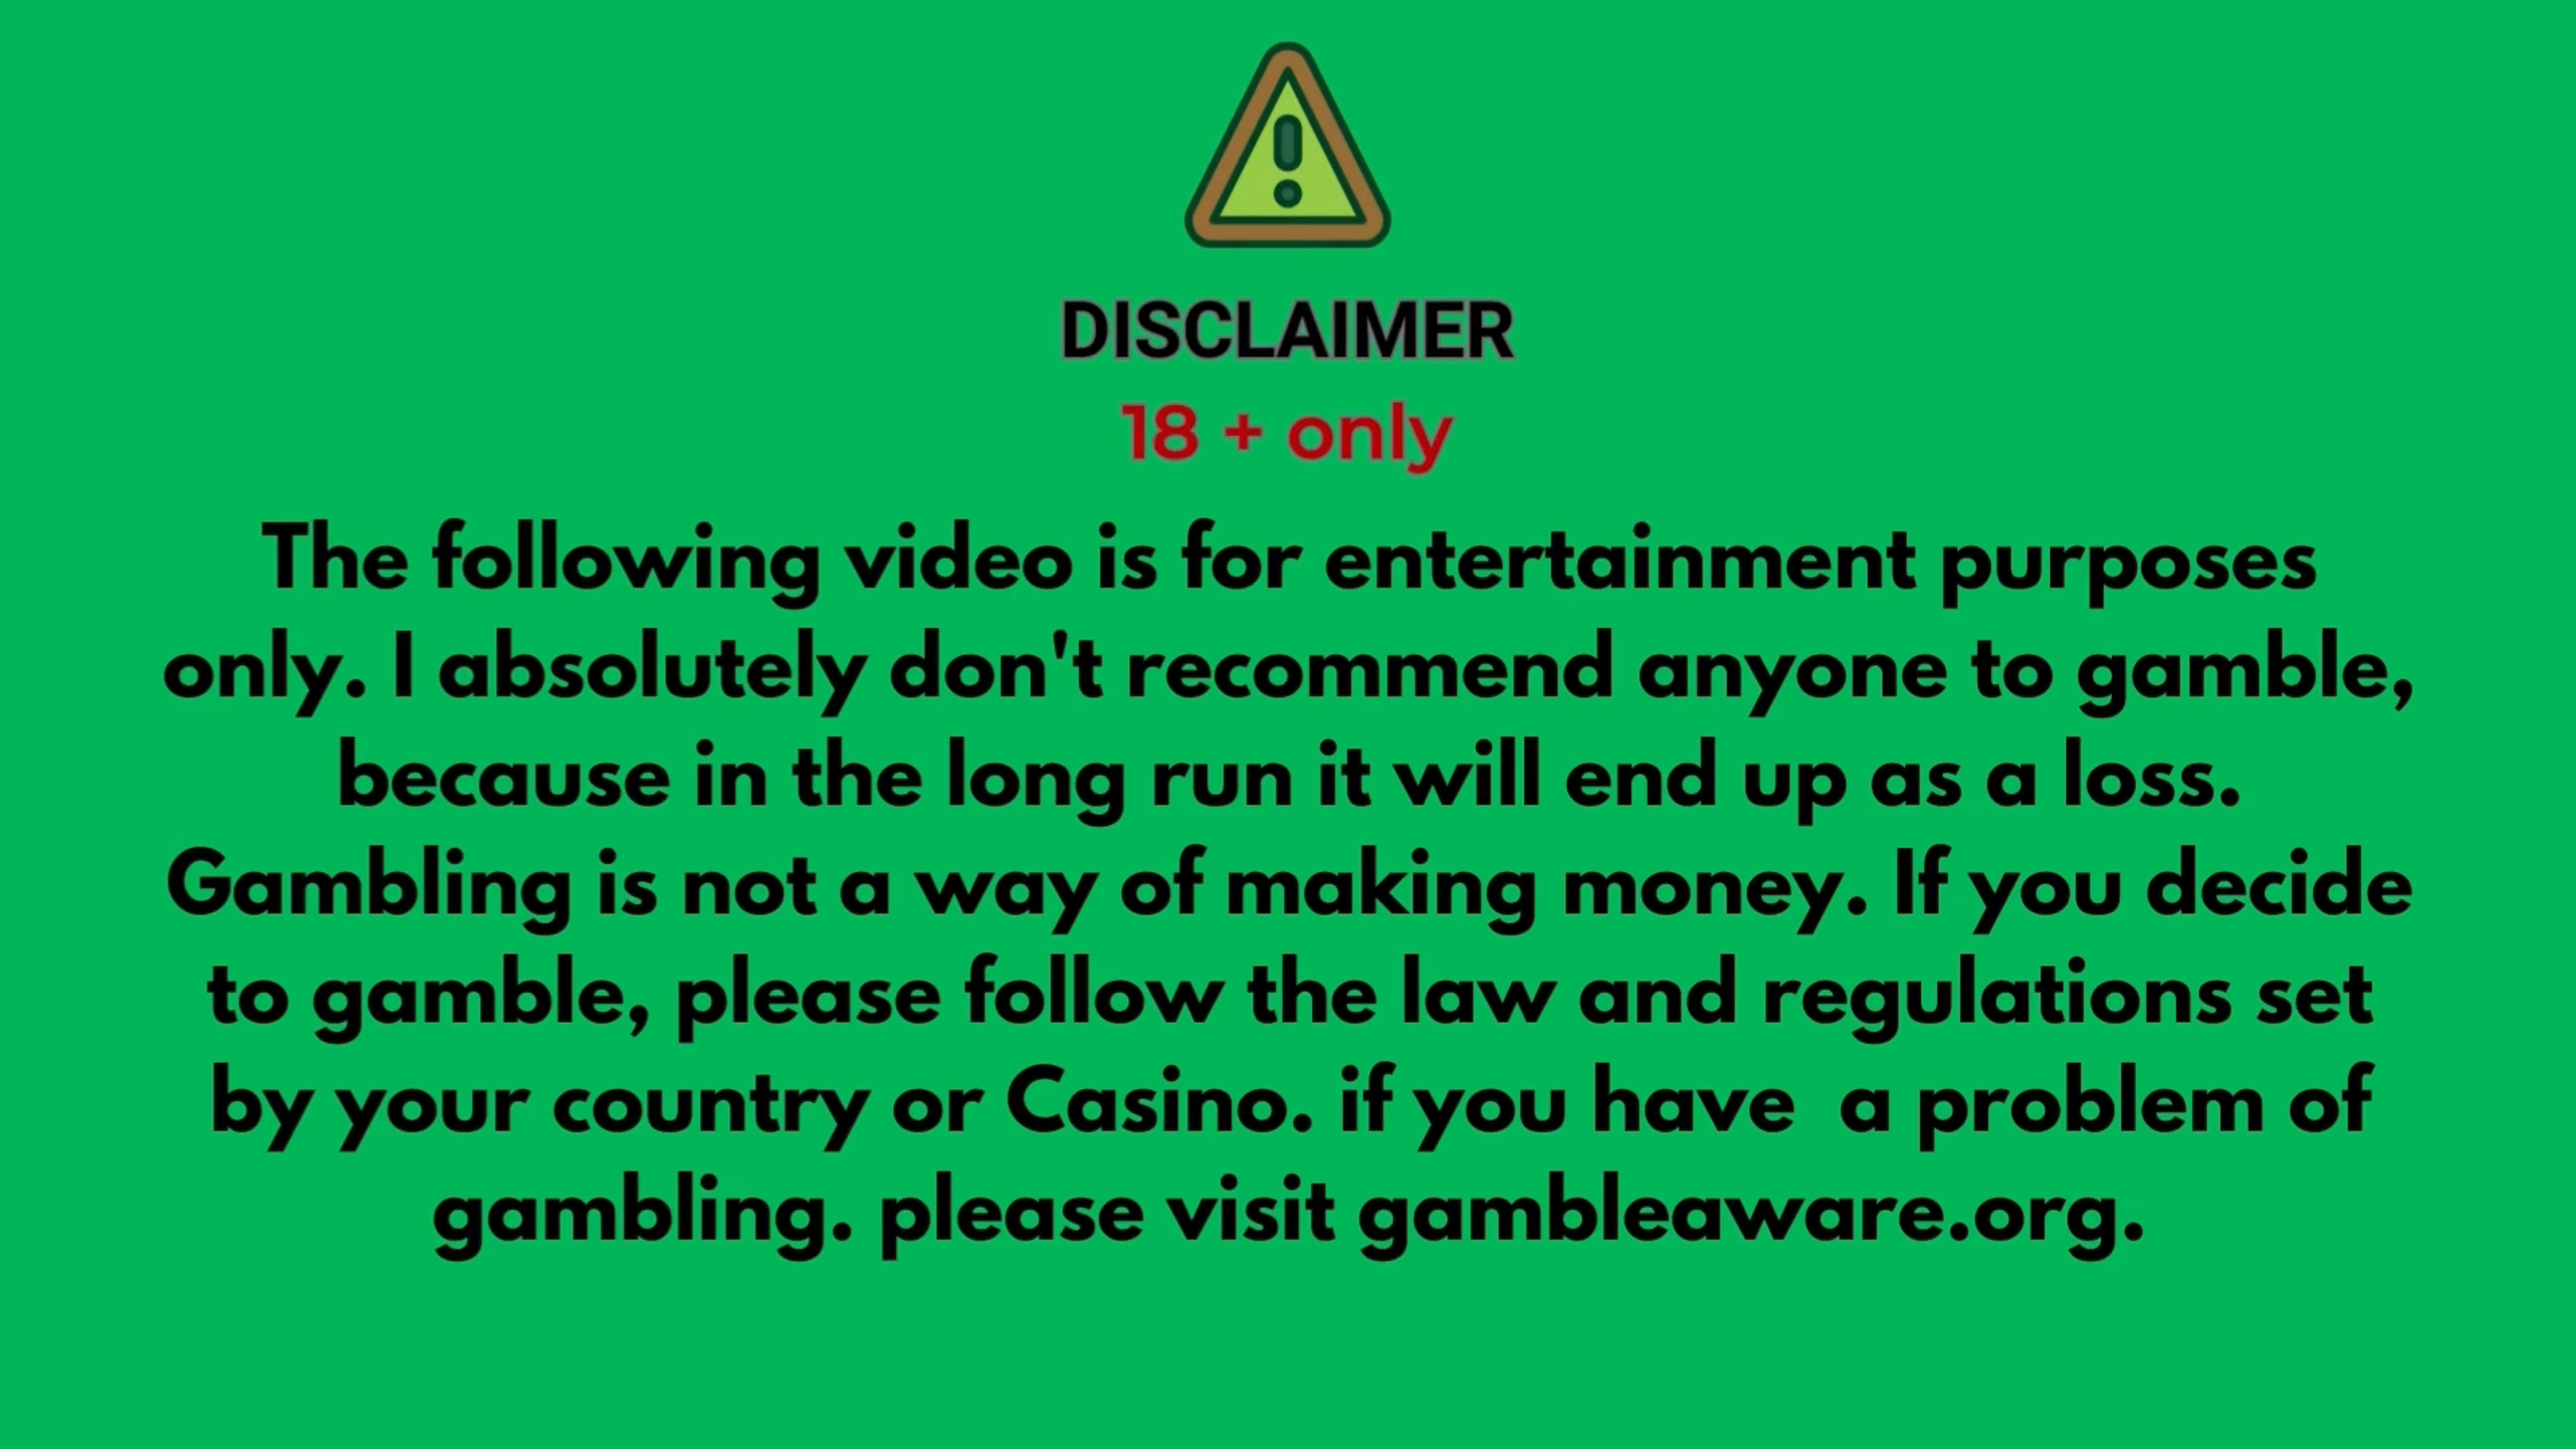 DISCLAIMER
18 + only
The following video is for entertainment purposes
only. I absolutely don't recommend anyone to gamble,
because in the long run it will end up as a loss.
Gambling is not a way of making money. If you decide
to gamble, please follow the law and regulations set
by your country or Casino. if you have  a problem of
gambling. please visit gambleaware.org.